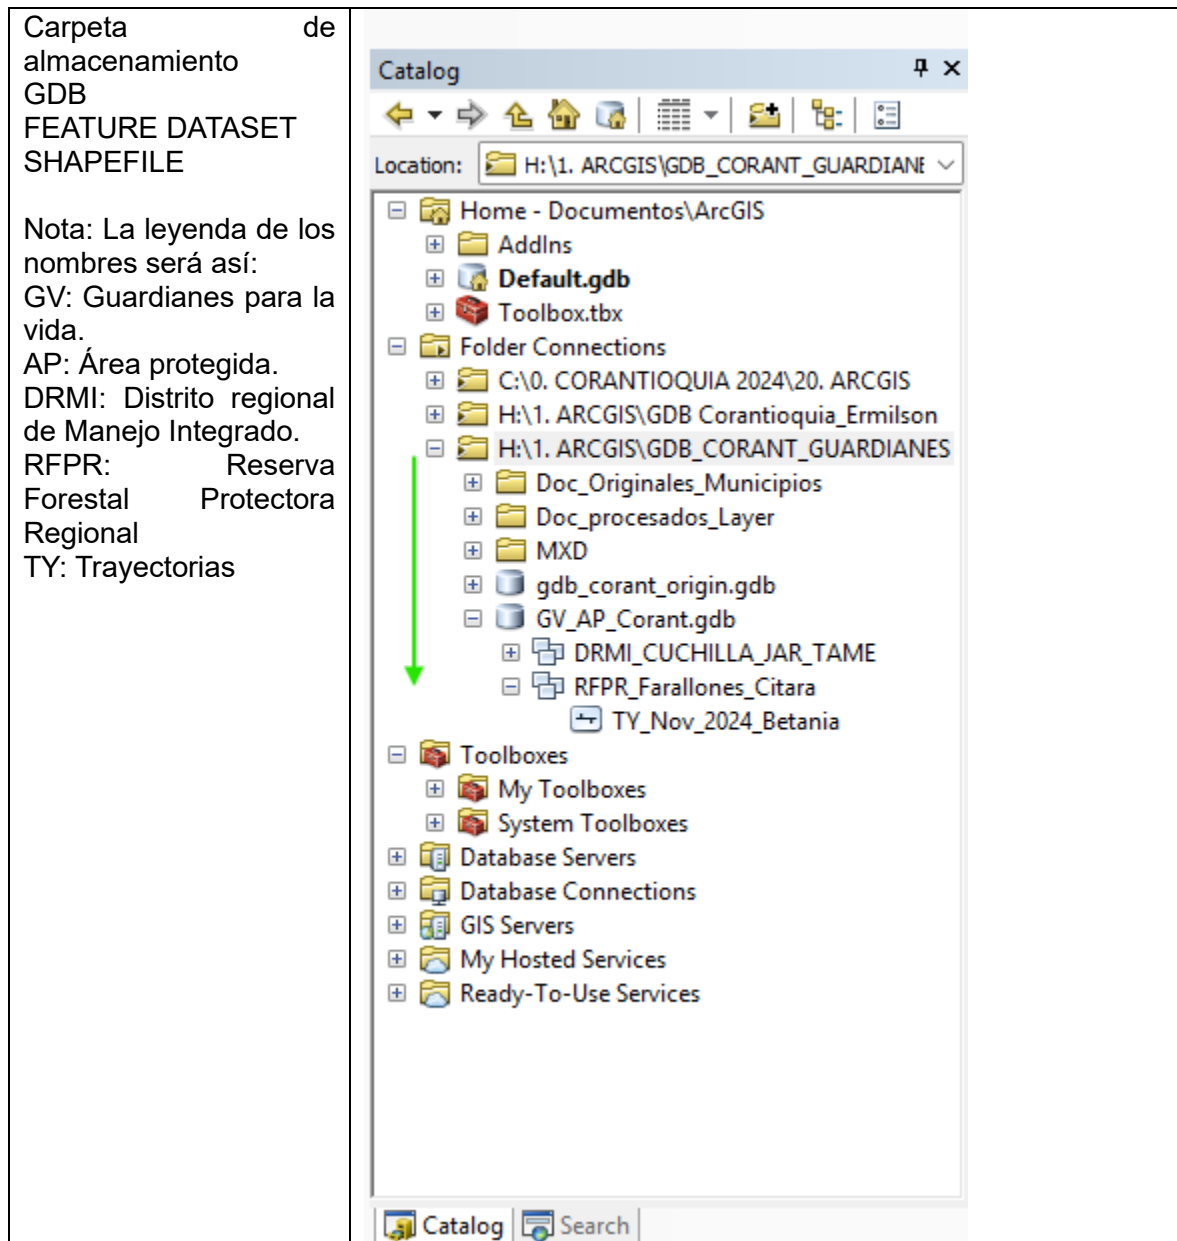 Carpeta de
almacenamiento
GDB
FEATURE DATASET
SHAPEFILE
Nota: La leyenda de los
nombres será así:
GV: Guardianes para la
vida.
AP: Área protegida.
DRMI: Distrito regional
de Manejo Integrado.
RFPR: Reserva
Forestal Protectora
Regional
TY: Trayectorias
Catalog
Location: H:\1. ARCGIS\GDB_CORANT_GUARDIANE
Home - Documentos\ArcGIS
AddIns
Default.gdb
Toolbox.tbx
Folder Connections
C:\0. CORANTIOQUIA 2024\20. ARCGIS
H:\1. ARCGIS\GDB Corantioquia_Ermilson
H:\1. ARCGIS\GDB_CORANT_GUARDIANES
Doc_Originales_Municipios
Doc_procesados_Layer
MXD
gdb_corant_origin.gdb
GV_AP_Corant.gdb
DRMI_CUCHILLA_JAR_TAME
RFPR_Farallones_Citara
TY_Nov_2024_Betania
Toolboxes
My Toolboxes
System Toolboxes
Database Servers
Database Connections
GIS Servers
My Hosted Services
Ready-To-Use Services
Catalog Search